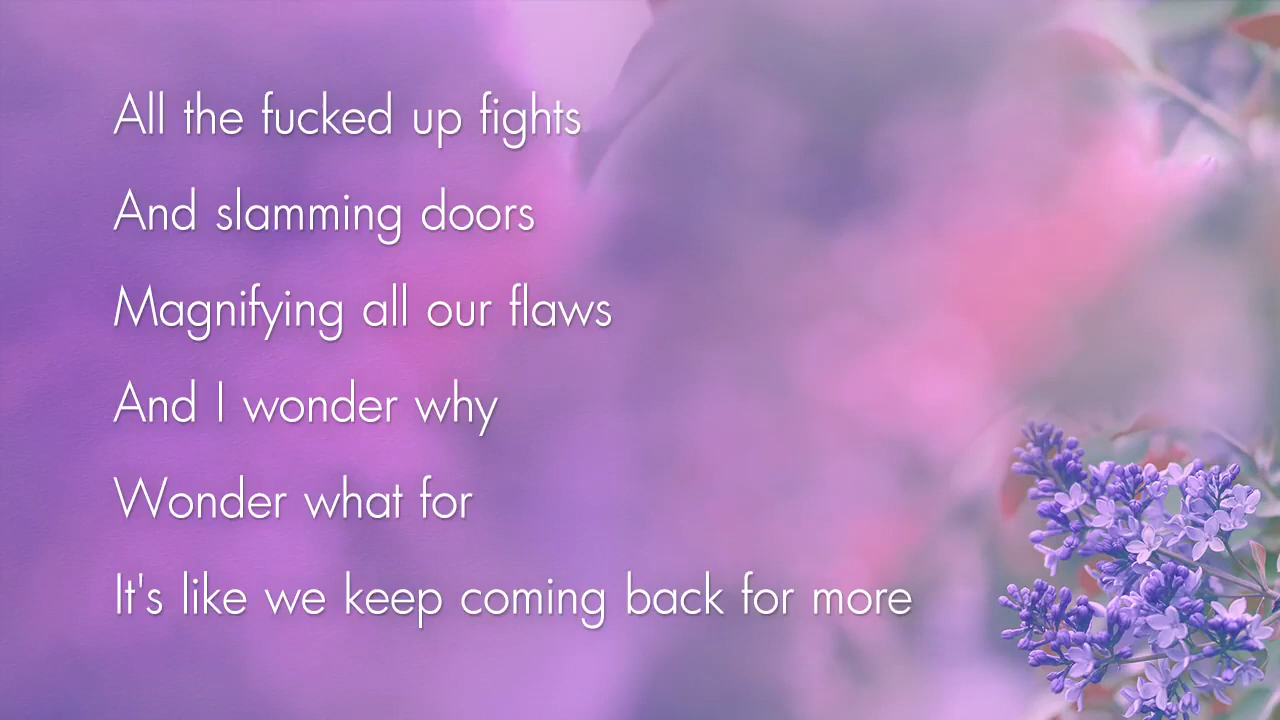 All the fucked up fights
And slamming doors
Magnifying all our flaws
And I wonder why
Wonder what for
It's like we keep coming back for more